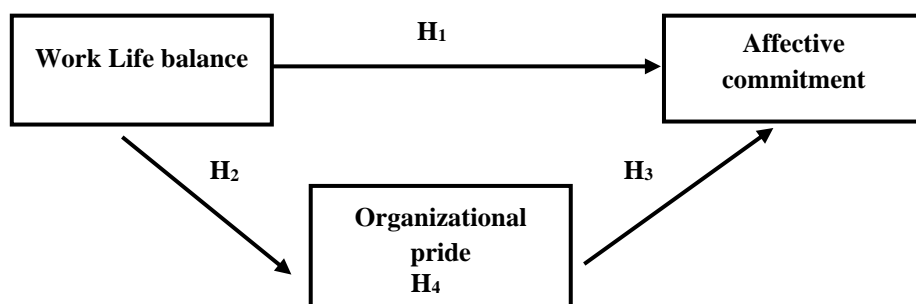 H1
Work Life balance
Affective
commitment
H2
H3
Organizational
pride
H4